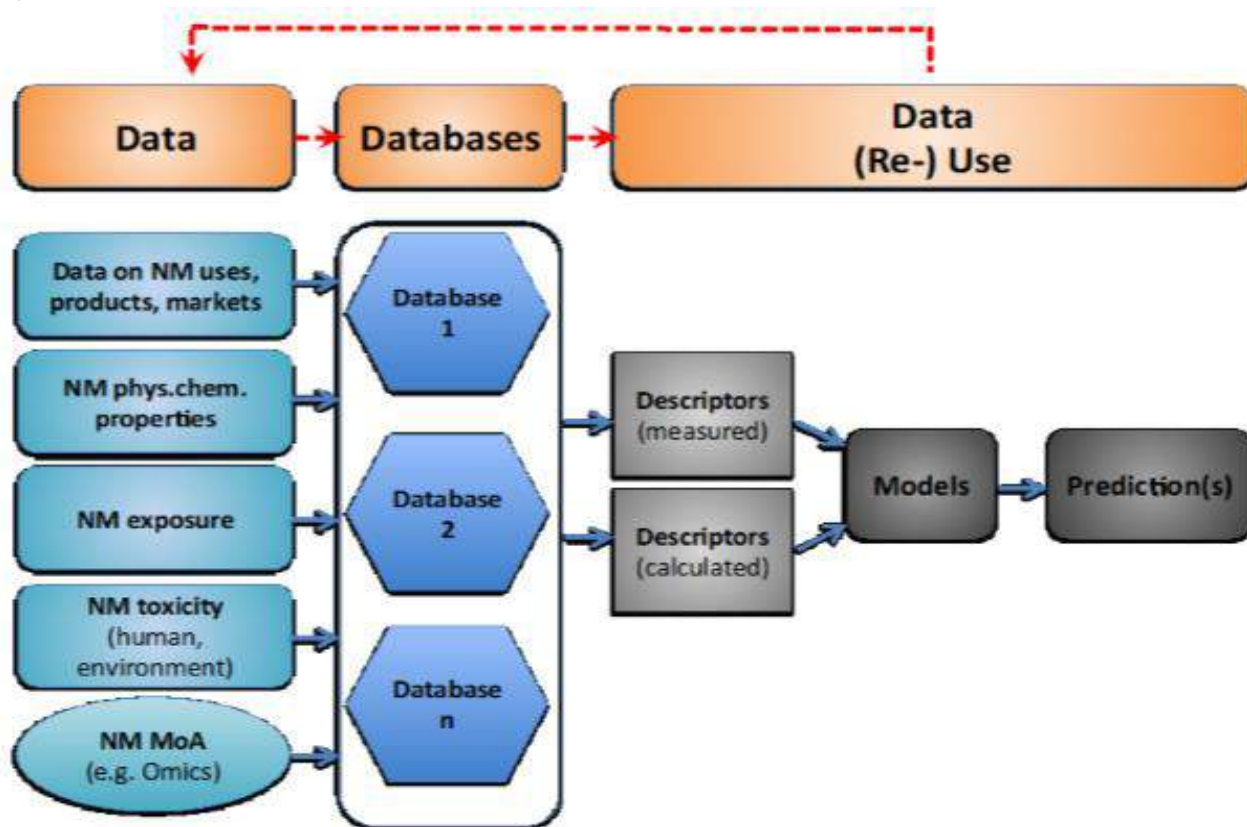 Data
Databases
Data
(Re-) Use
Data on NM uses,
products, markets
NM phys.chem.
properties
NM exposure
NM toxicity
(human,
environment)
NM MoA
(e.g. Omics)
Database
1
Database
2
Database
n
Descriptors
(measured)
Descriptors
(calculated)
Models
Prediction(s)